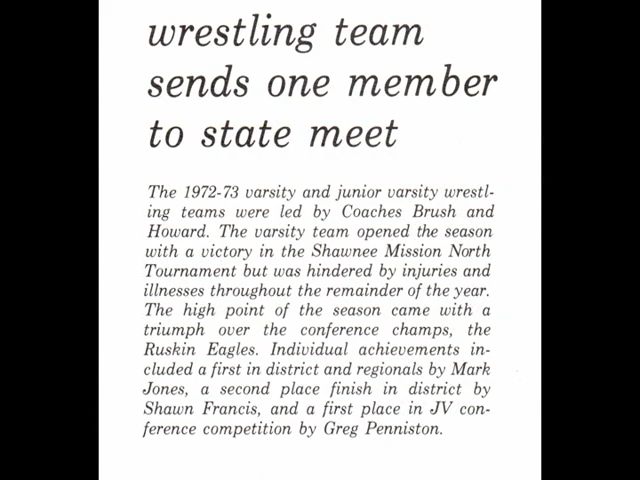 wrestling team
sends one member
to state meet
The 1972-73 varsity and junior varsity wrestl-
ing teams were led by Coaches Brush and
Howard. The varsity team opened the season
with a victory in the Shawnee Mission North
Tournament but was hindered by injuries and
illnesses throughout the remainder of the year.
The high point of the season came with a
triumph over the conference champs, the
Ruskin Eagles. Individual achievements in-
cluded a first in district and regionals by Mark
Jones, a second place finish in district by
Shawn Francis, and a first place in JV con-
ference competition by Greg Penniston.